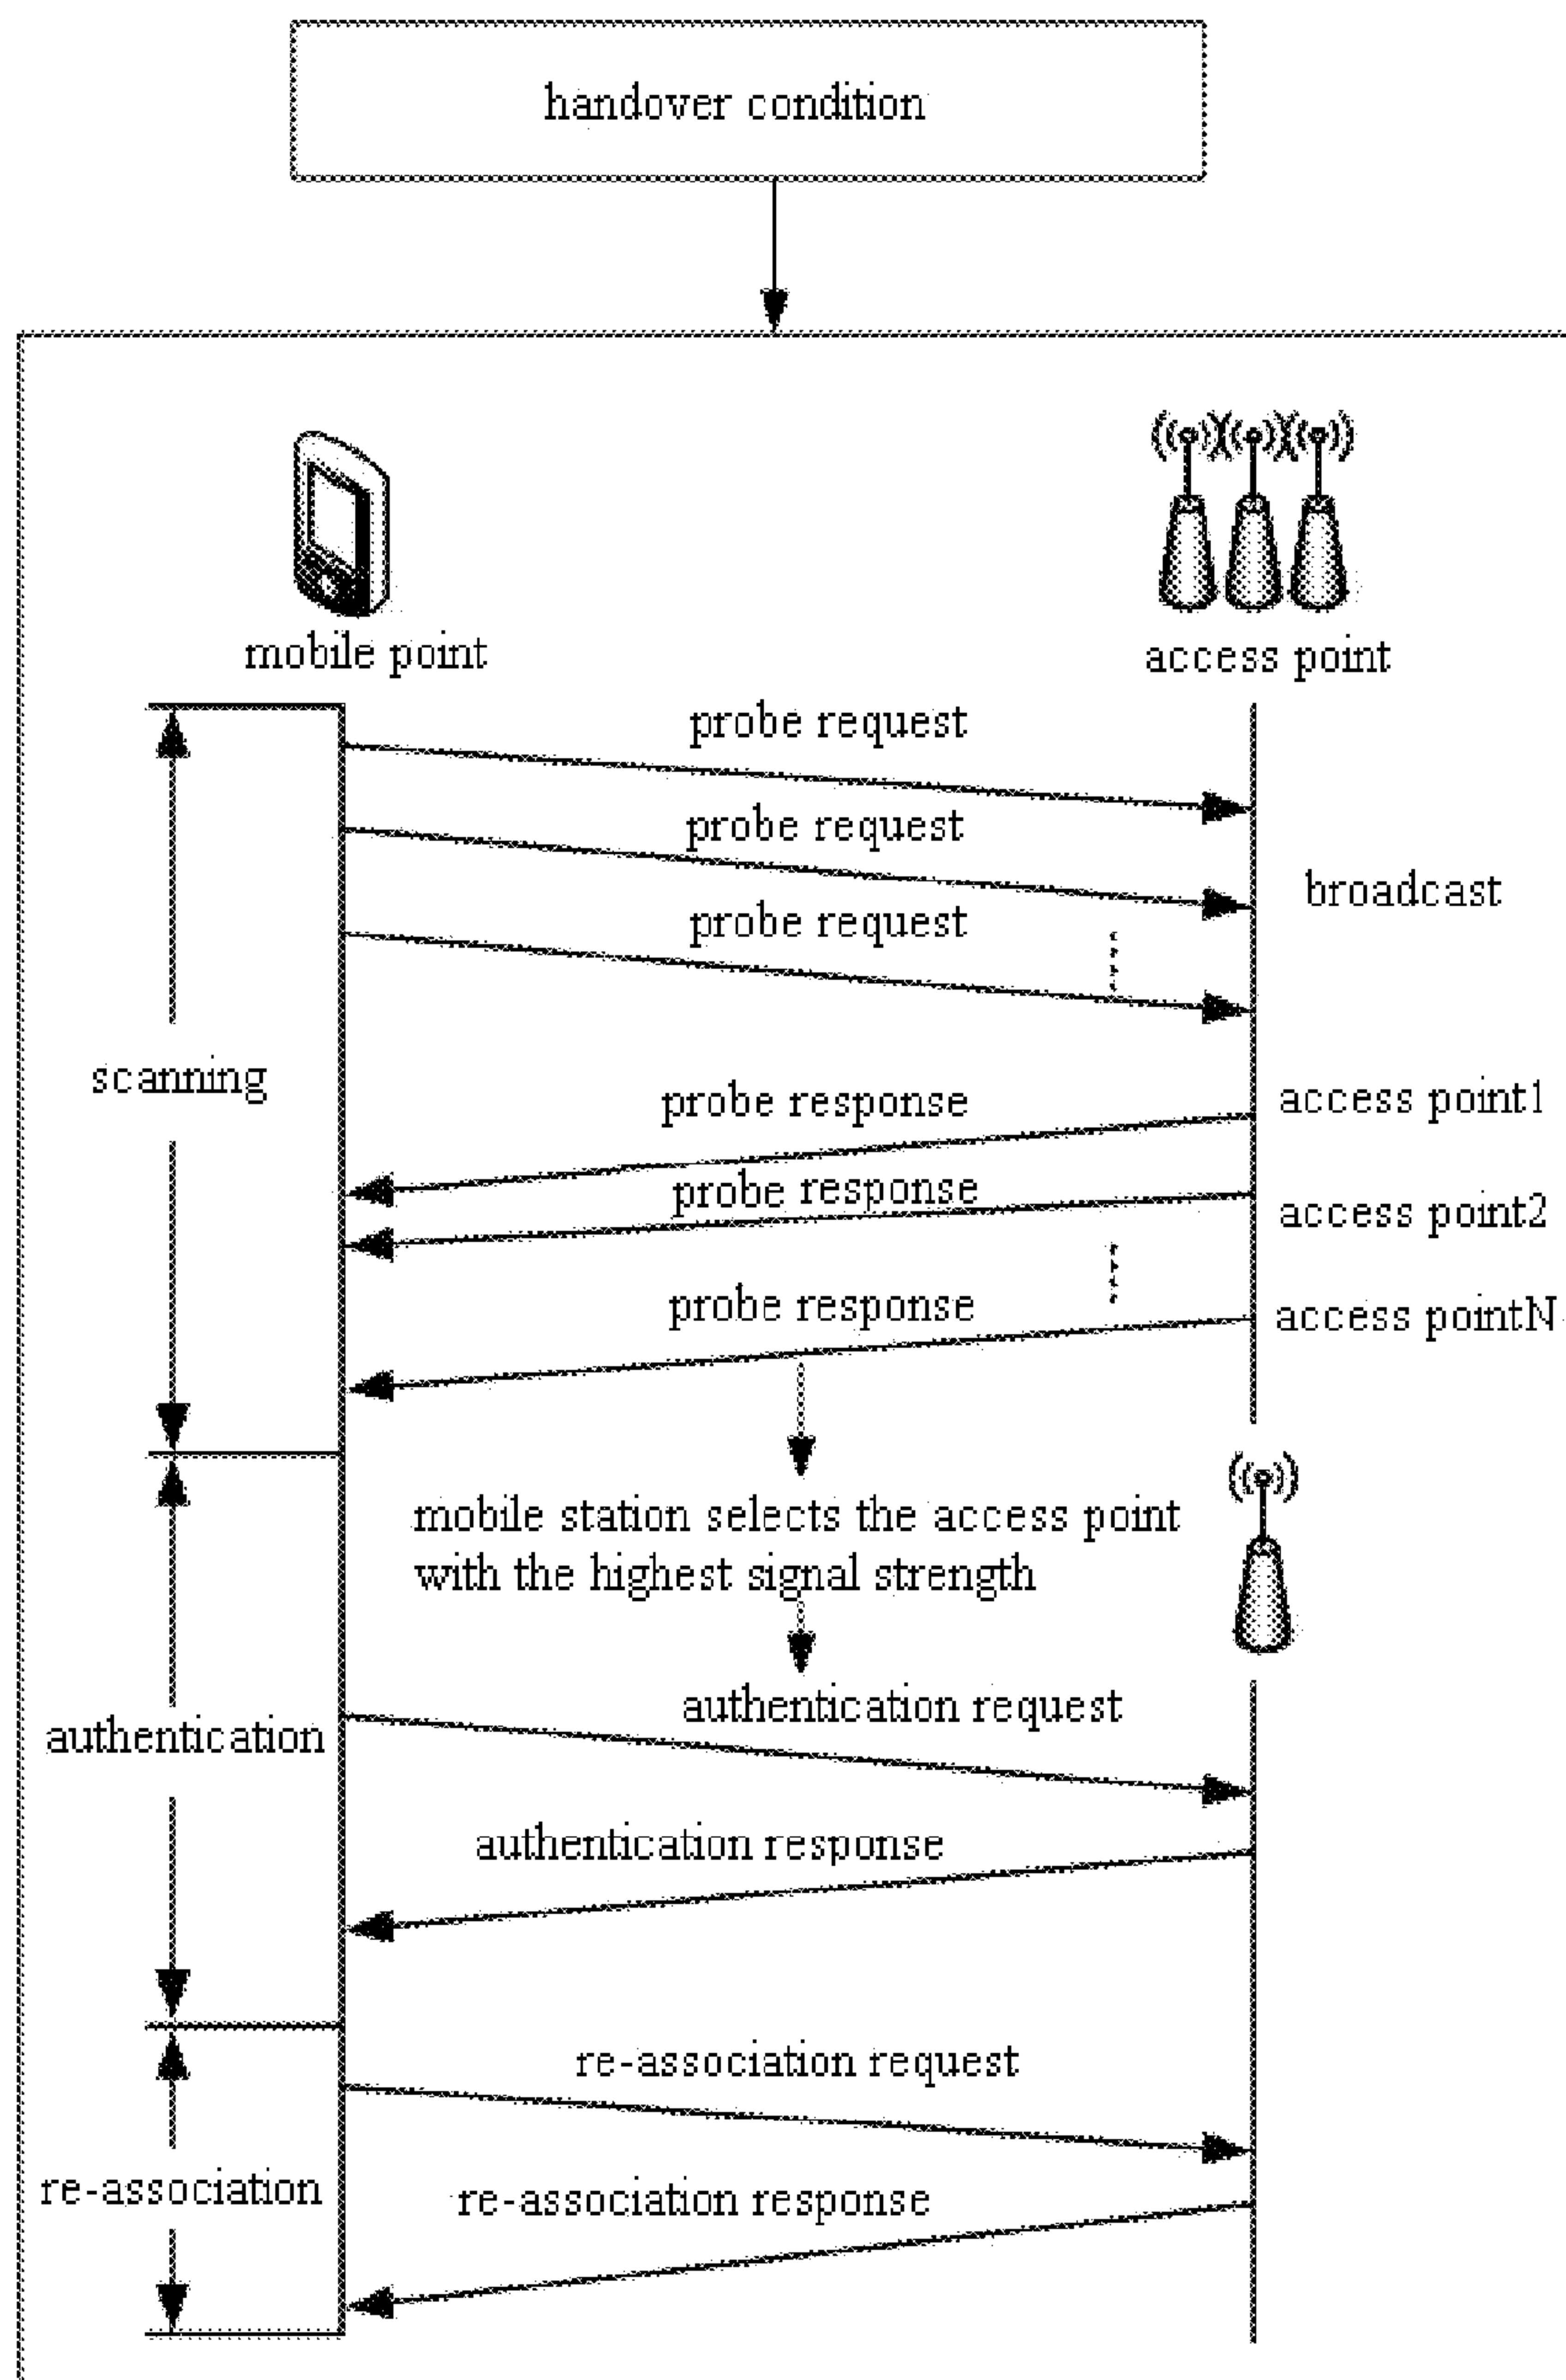 handover condition
mobile point
access point
probe request
probe request
broadcast
probe request
scanning
probe response
access point1
probe response
access point2
probe response
access pointN
mobile station selects the access point
with the highest signal strength
authentication request
authentication
authentication response
re-association request
re-association
re-association response